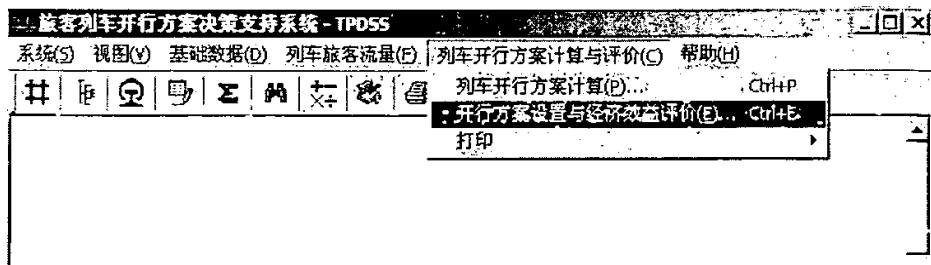 旅客列车开行方案决策支持系统 - TPDSS
系统(S) 视图(V) 基础数据(D) 列车旅客流量(F) 列车开行方案计算与评价(C) 帮助(H)
列车开行方案计算(P)... Ctrl+P
开行方案设置与经济效益评价(E)... Ctrl+E
打印